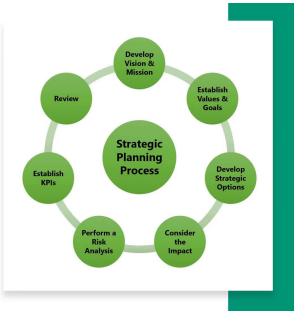 Develop
Vision &
Mission
Establish
Values &
Goals
Develop
Strategic
Options
Consider
the
Impact
Perform a
Risk
Analysis
Establish
KPIs
Review
Strategic
Planning
Process